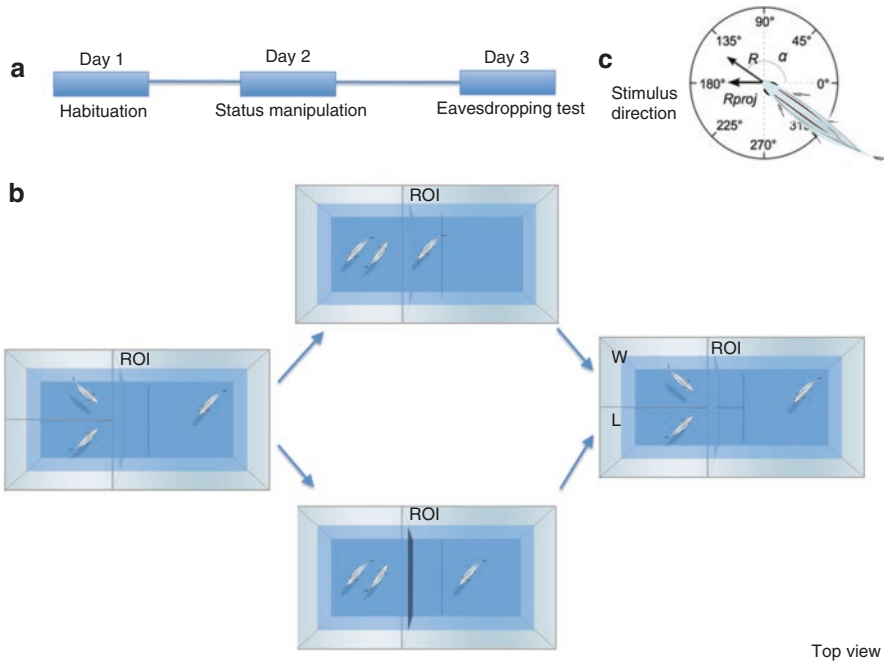 a
Day 1
Day 2
Day 3
Habituation
Status manipulation
Eavesdropping test
c
Stimulus
direction
90°
135°
45°
R
α
180°
0°
Rproj
225°
315
270°
b
ROI
ROI
W
ROI
L
ROI
Top view